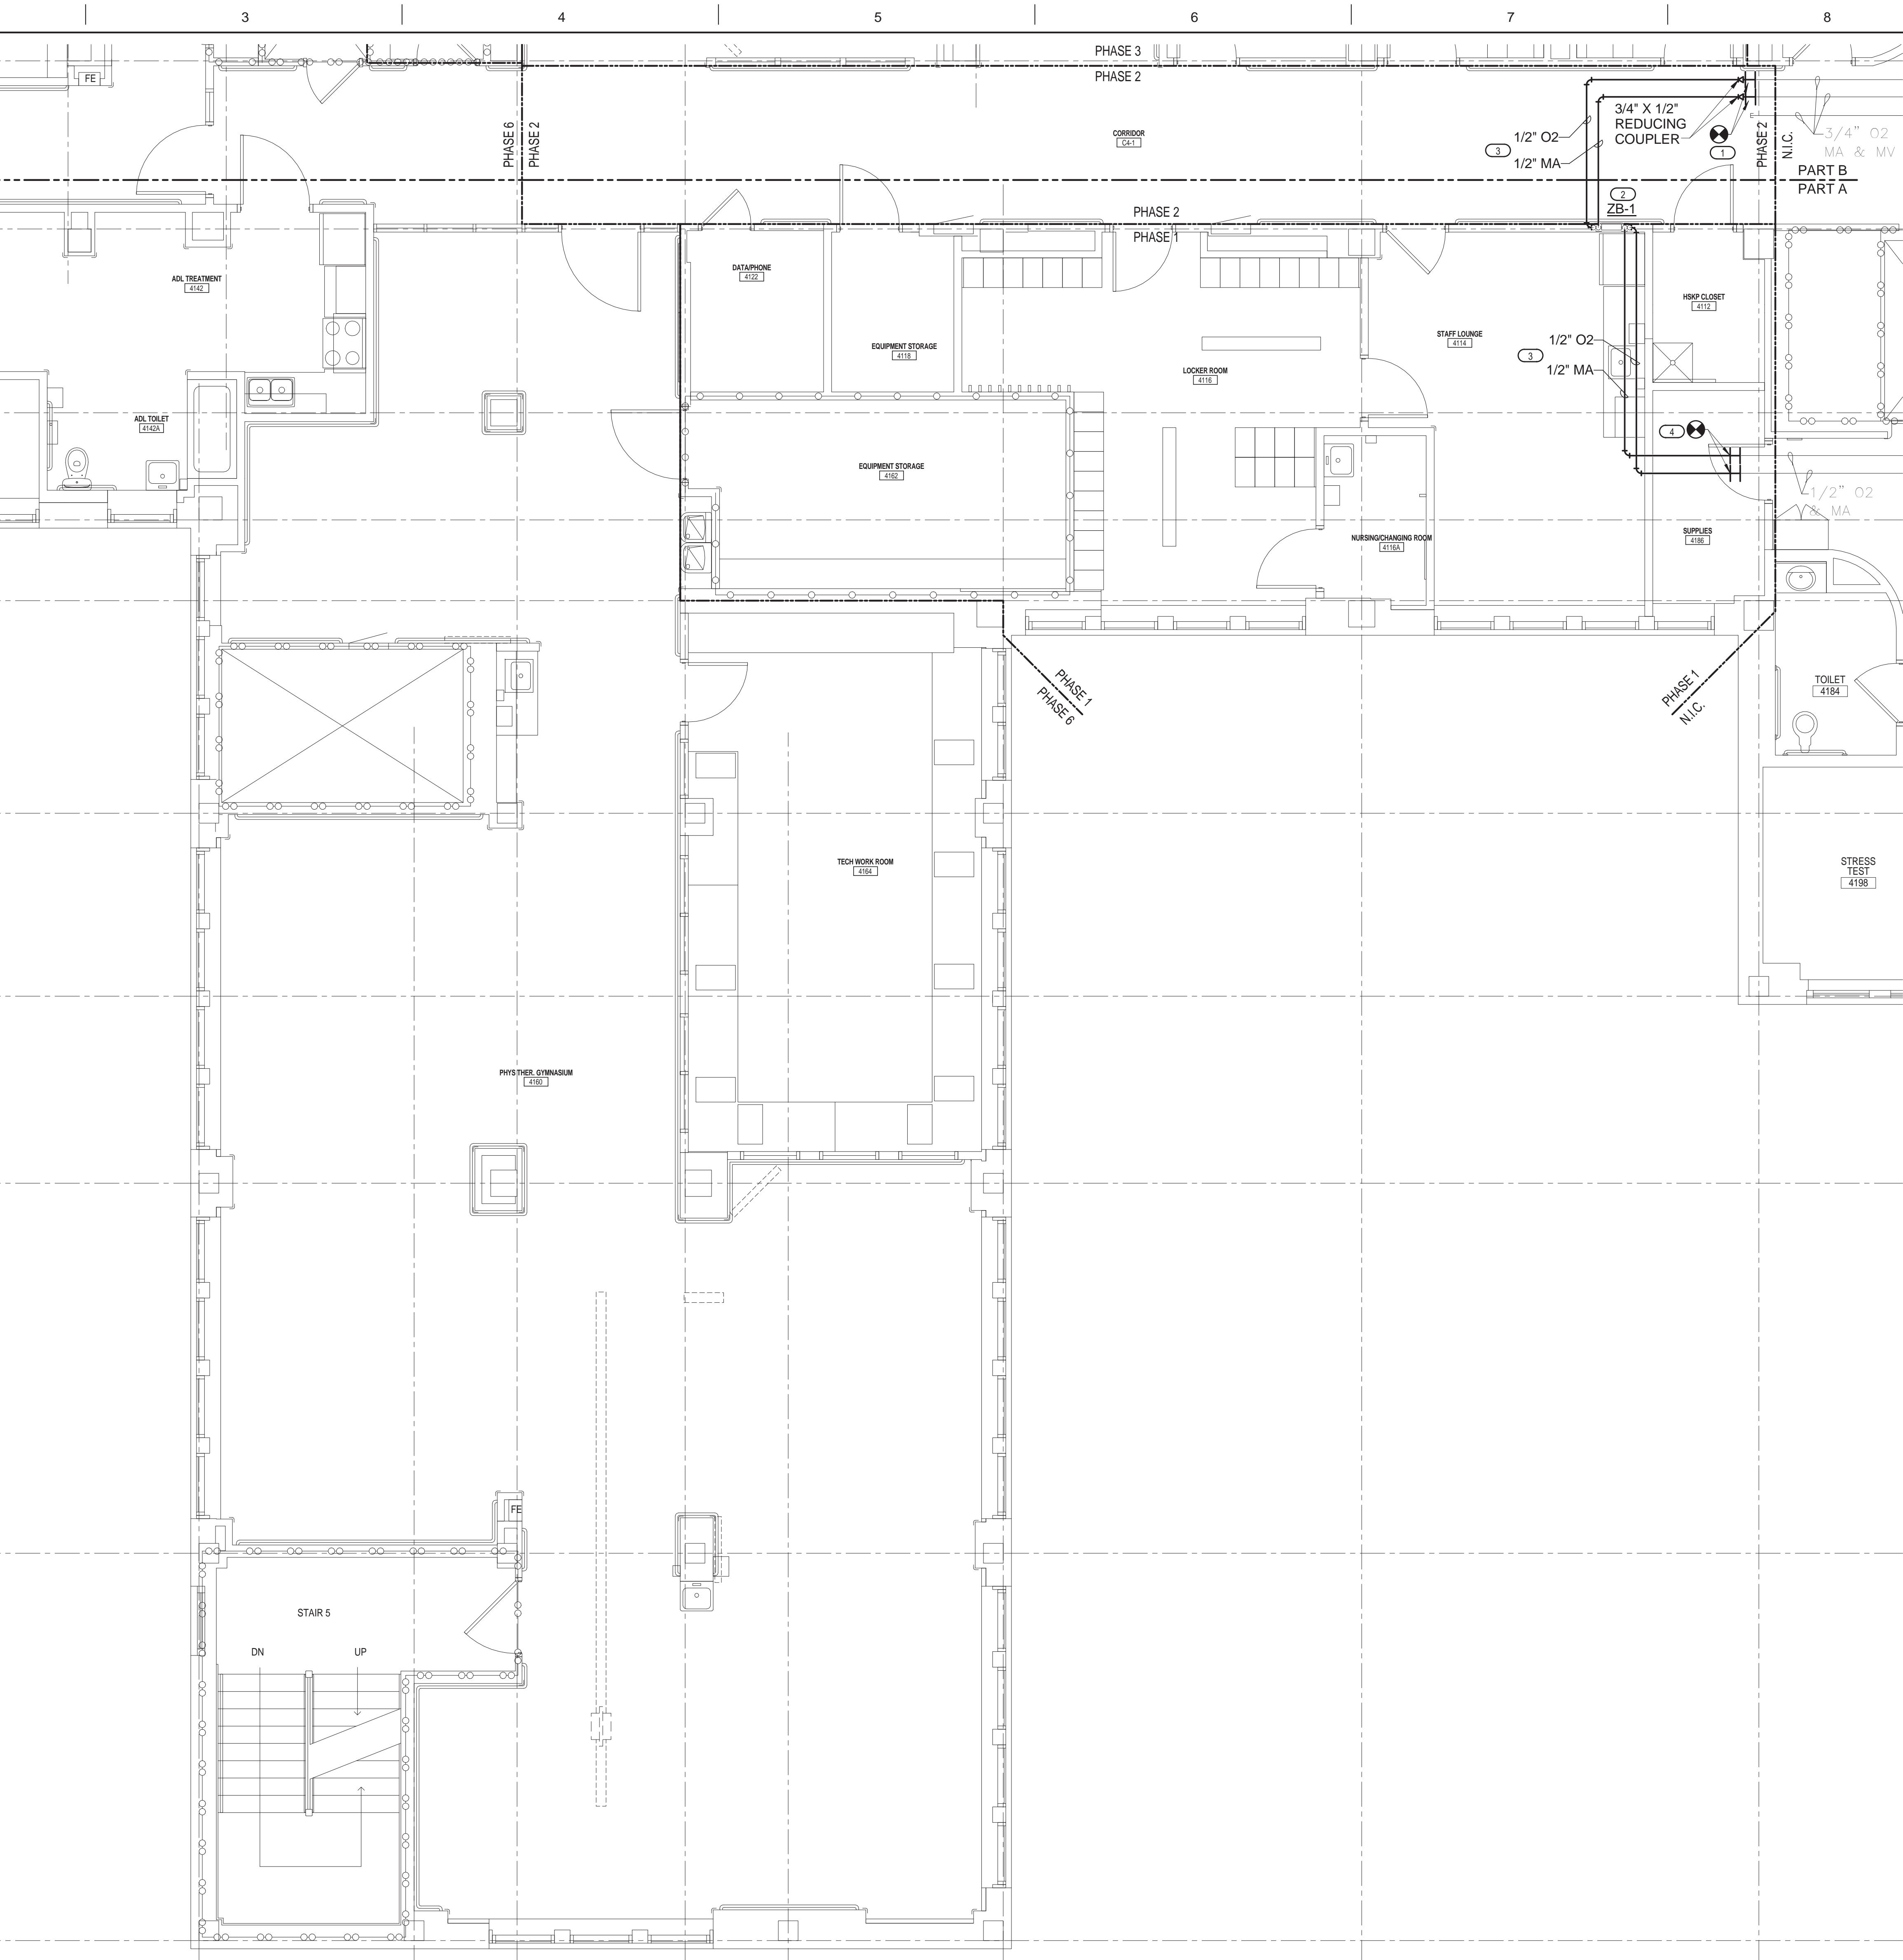 3
4
5
6
7
8
FE
PHASE 3
PHASE 2
PHASE 6
PHASE 2
CORRIDOR
C4-1
3/4" X 1/2"
REDUCING
COUPLER
1/2" O2
3
1/2" MA
1
PHASE 2
N.I.C.
3/4" O2
MA & MV
PART B
PART A
2
ZB-1
PHASE 2
PHASE 1
ADL TREATMENT
4142
DATA/PHONE
4122
EQUIPMENT STORAGE
4118
LOCKER ROOM
4116
STAFF LOUNGE
4114
HSKP CLOSET
4112
1/2" O2
3
1/2" MA
ADL TOILET
4142A
EQUIPMENT STORAGE
4162
4
1/2" O2
& MA
NURSING/CHANGING ROOM
4116A
SUPPLIES
4186
PHASE 1
PHASE 6
PHASE 1
N.I.C.
TOILET
4184
TECH WORK ROOM
4164
STRESS
TEST
4198
PHYS THER. GYMNASIUM
4160
FE
STAIR 5
DN
UP